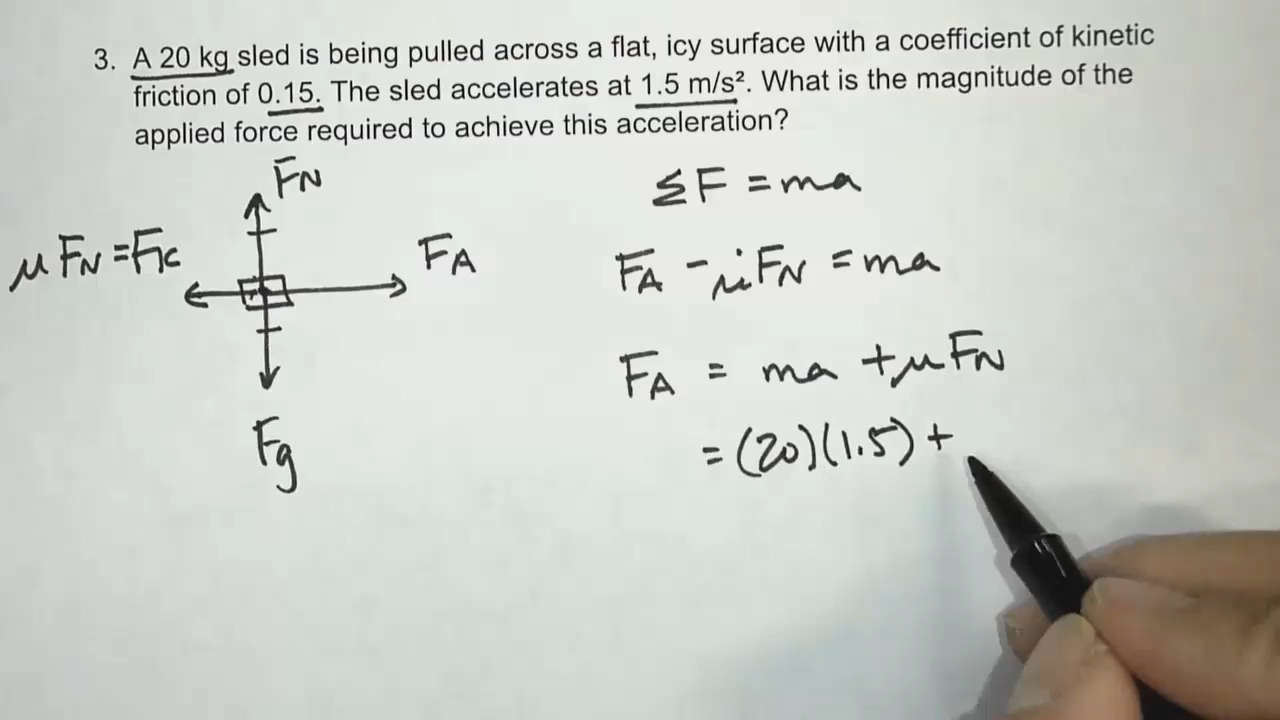 3. A 20 kg sled is being pulled across a flat, icy surface with a coefficient of kinetic
friction of 0.15. The sled accelerates at 1.5 m/s². What is the magnitude of the
applied force required to achieve this acceleration?
FN
μFN = FK
FA
Fg
ΣF = ma
FA - μFN = ma
FA = ma + μFN
= (20)(1.5) +